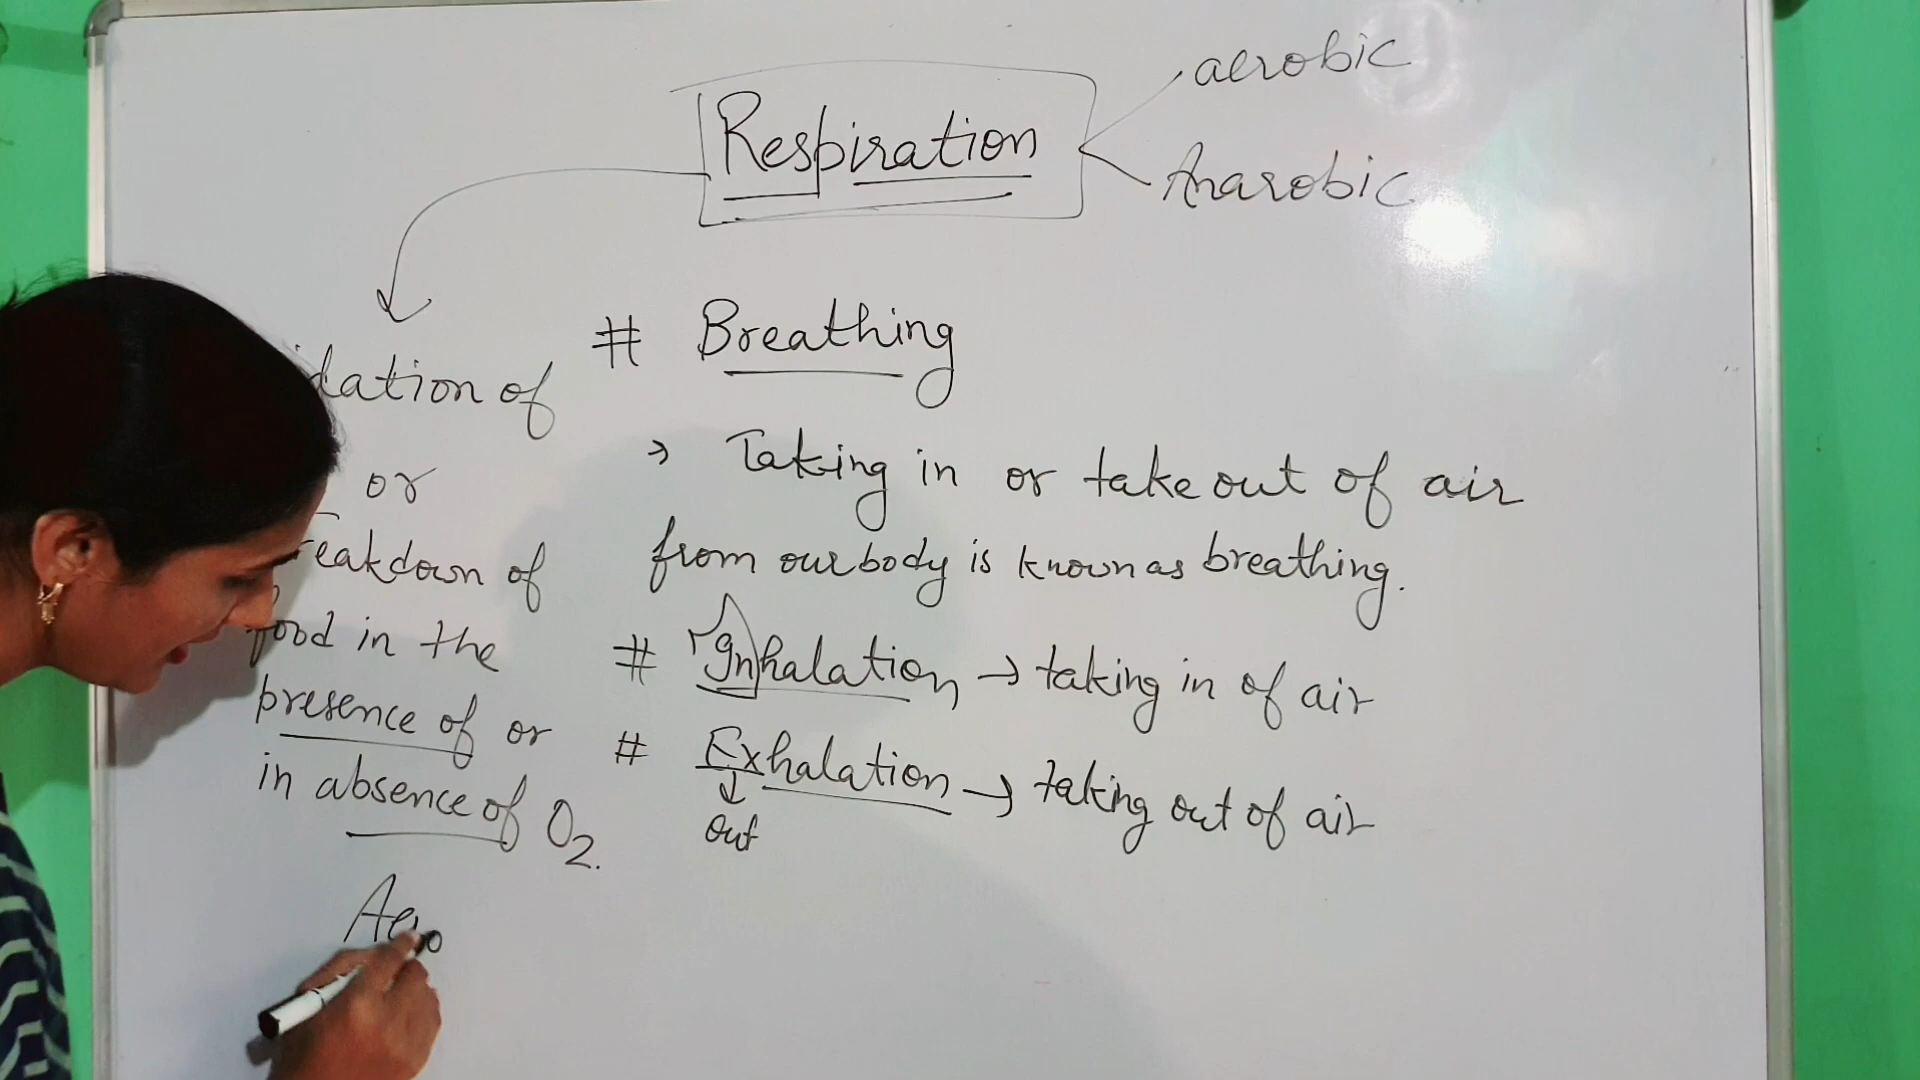 Respiration
aerobic
Anarobic
dation of
or
reakdown of
food in the
presence of or
in absence of O2.
Aero
# Breathing
→ Taking in or take out of air
from our body is known as breathing.
# Inhalation → taking in of air
# Exhalation → taking out of air
↓
out